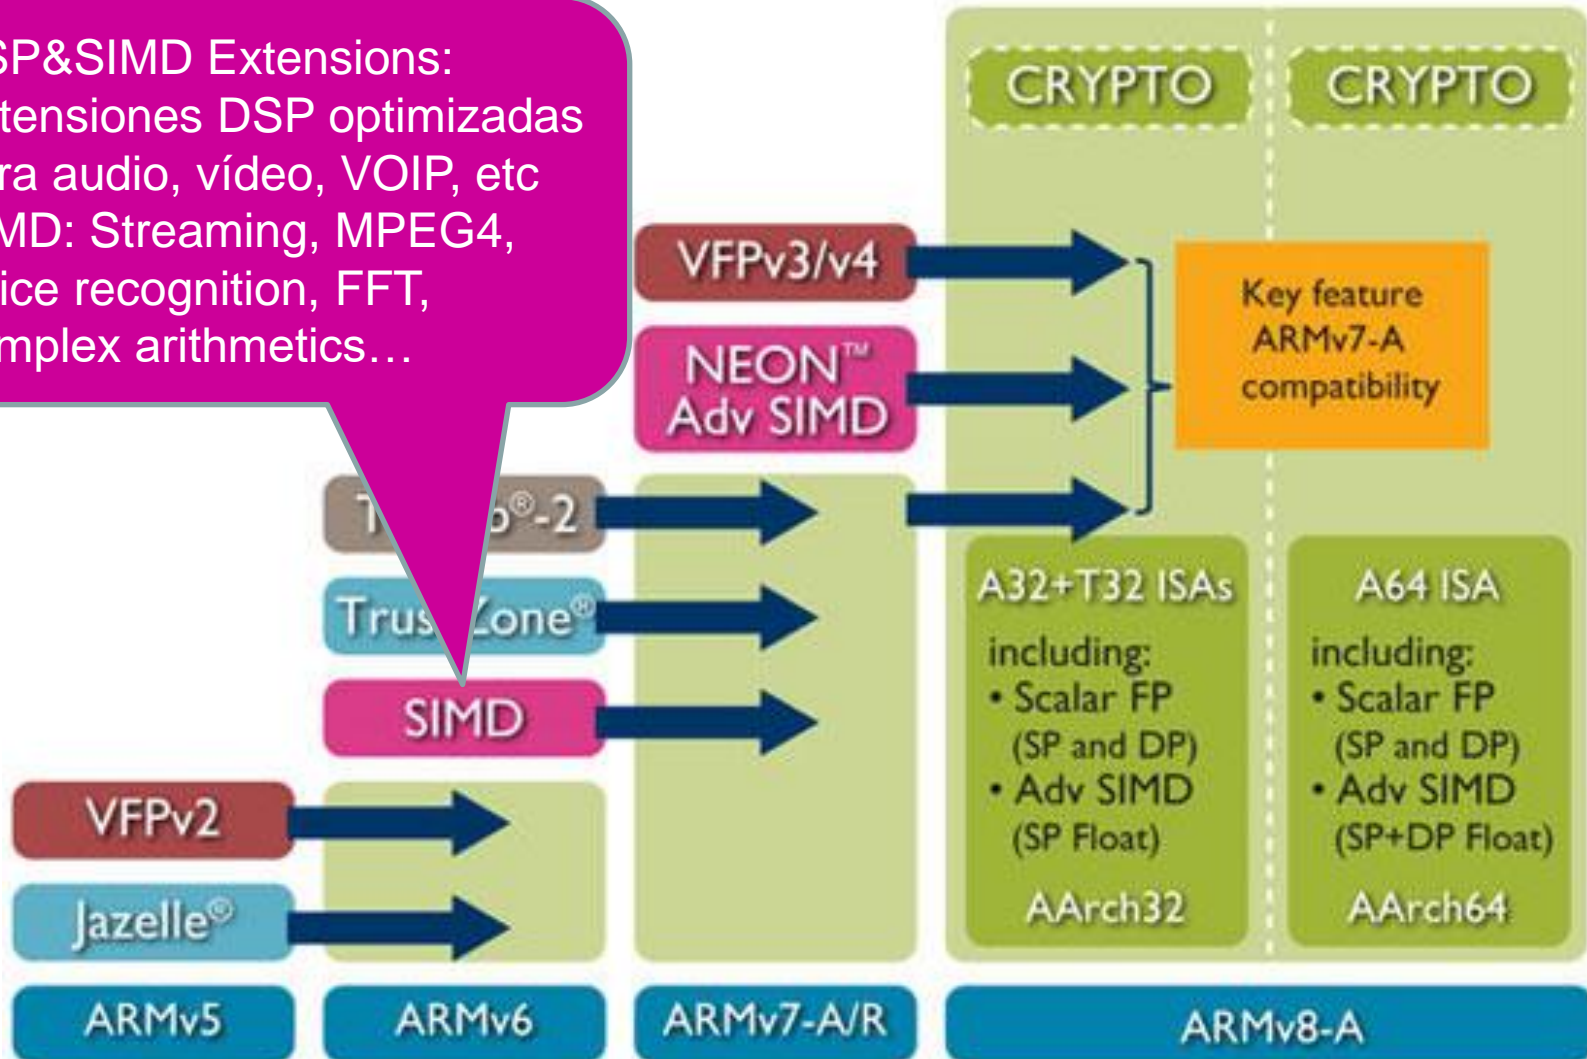 SP&SIMD Extensions:
tensiones DSP optimizadas
ra audio, vídeo, VOIP, etc
MD: Streaming, MPEG4,
ice recognition, FFT,
mplex arithmetics…
CRYPTO
CRYPTO
VFPv3/v4
Key feature
ARMv7-A
compatibility
NEON™
Adv SIMD
T b®-2
A32+T32 ISAs
including:
• Scalar FP
(SP and DP)
• Adv SIMD
(SP Float)
AArch32
A64 ISA
including:
• Scalar FP
(SP and DP)
• Adv SIMD
(SP+DP Float)
AArch64
Trus Zone®
SIMD
VFPv2
Jazelle®
ARMv5
ARMv6
ARMv7-A/R
ARMv8-A